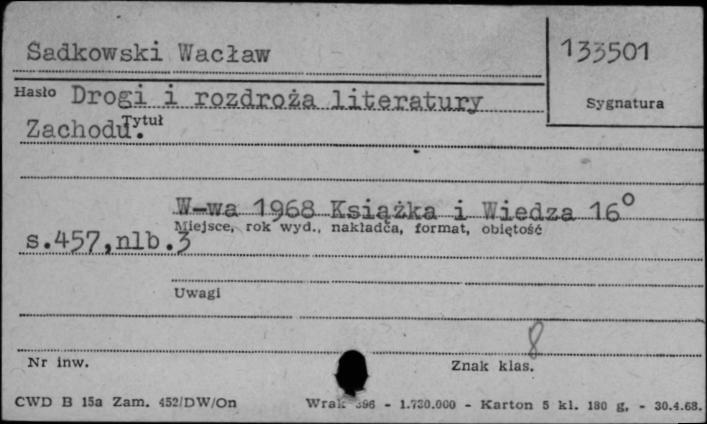 Sadkowski Wacław
133501
Hasło Drogi i rozdroża literatury
Sygnatura
Zachodu. Tytuł
W-wa 1968 Książka i Wiedza 16°
Miejsce, rok wyd., nakładca, format, objętość
s.457,nlb.3
Uwagi
8
Nr inw.
Znak klas.
CWD B 15a Zam. 452/DW/On - 1.730.000 - Karton 5 kl. 180 g. - 30.4.68.